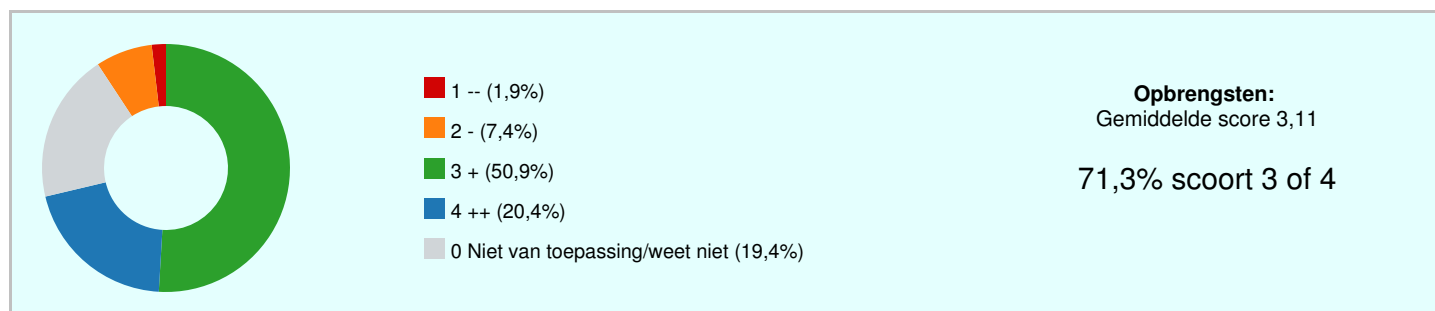 1 -- (1,9%)
2 - (7,4%)
3 + (50,9%)
4 ++ (20,4%)
0 Niet van toepassing/weet niet (19,4%)
Opbrengsten:
Gemiddelde score 3,11
71,3% scoort 3 of 4